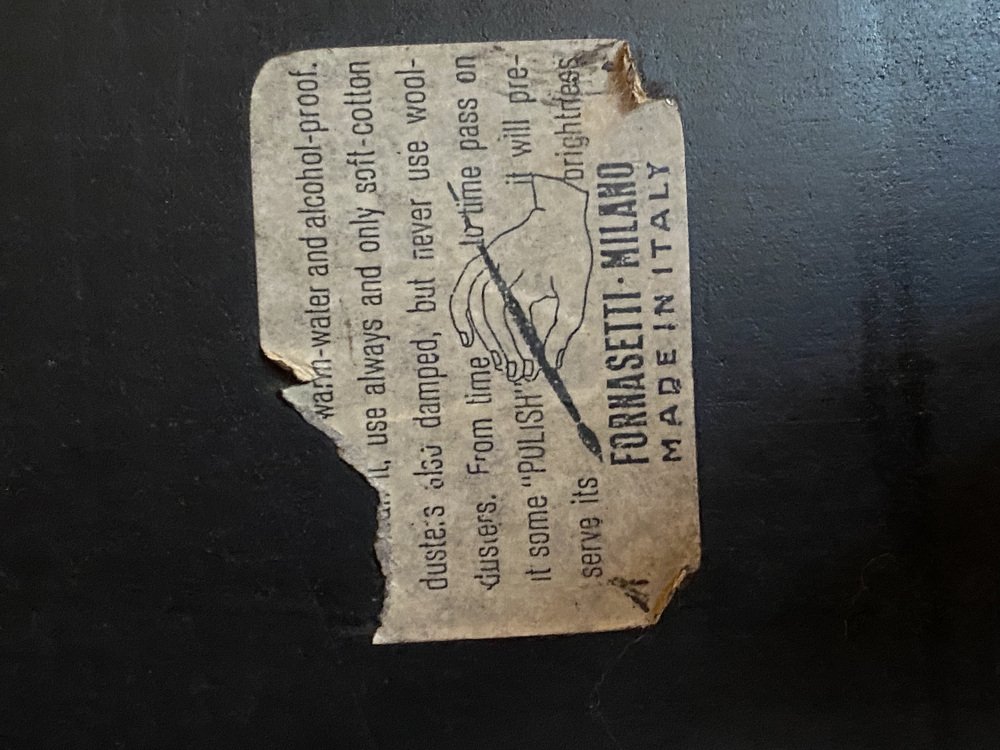 warm-water and alcohol-proof.
it, use always and only soft-cotton
dusters also damped, but never use wool-
dusters. From time to time pass on
it some "POLISH" it will pre-
serve its brightness
FORNASETTI · MILANO
MADE IN ITALY